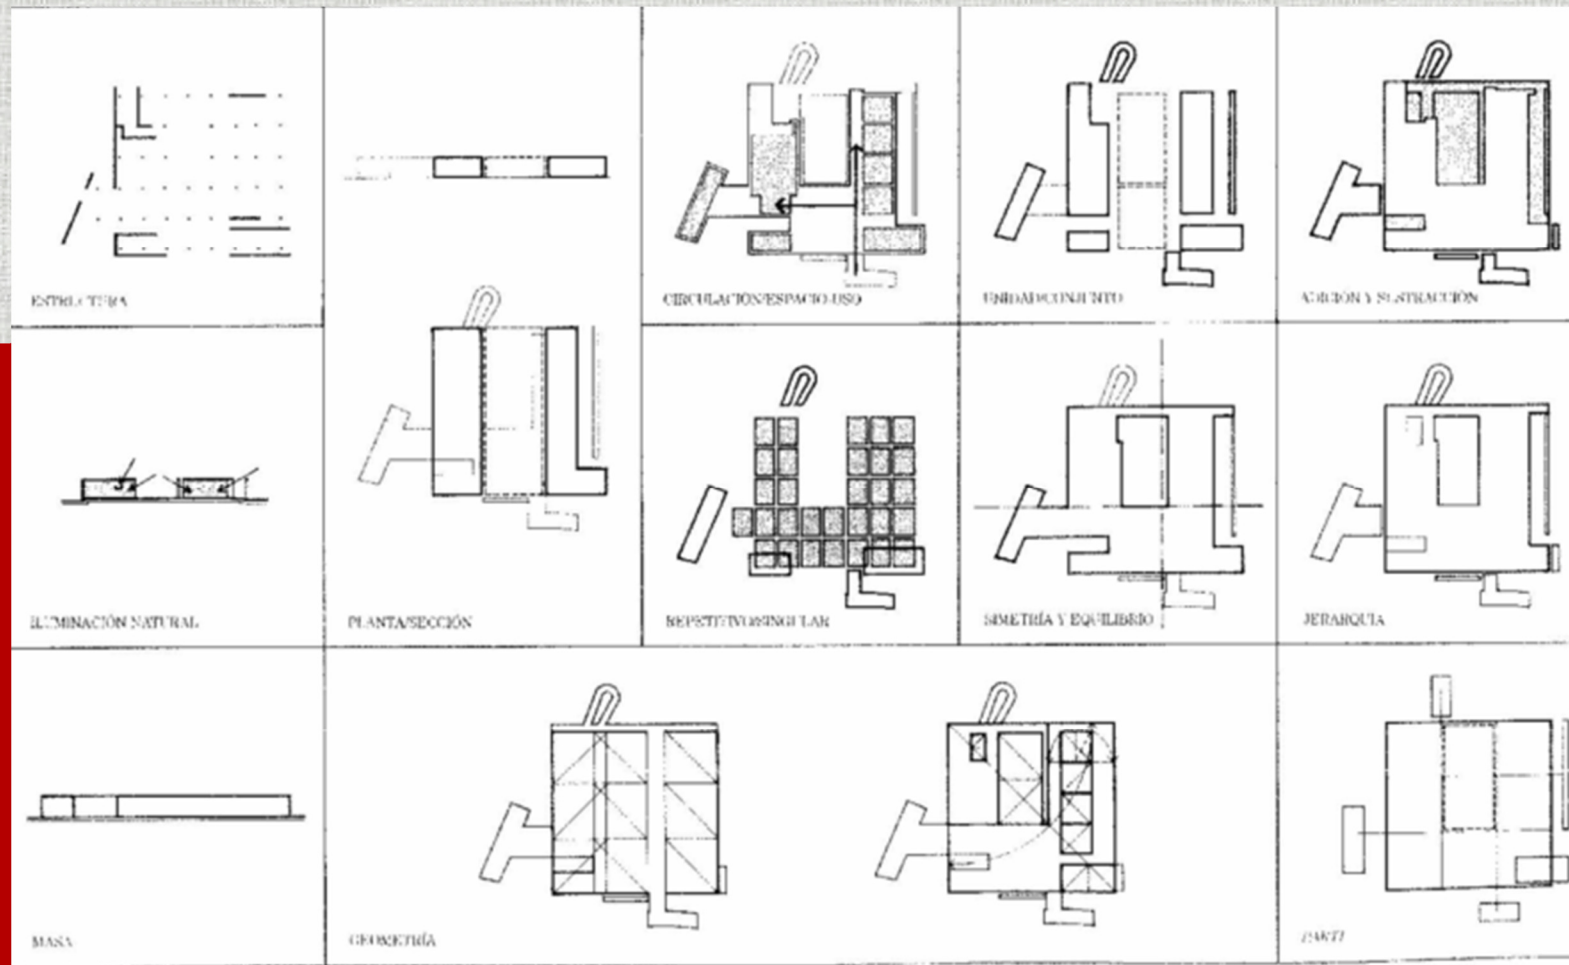 ESTRUCTURA
CIRCULACIÓN/ESPACIO-USO
UNIDAD/CONJUNTO
ADICIÓN Y SUSTRACCIÓN
ILUMINACIÓN NATURAL
PLANTA/SECCIÓN
REPETITIVO/SINGULAR
SIMETRÍA Y EQUILIBRIO
JERARQUIA
MASA
GEOMETRÍA
PARTI